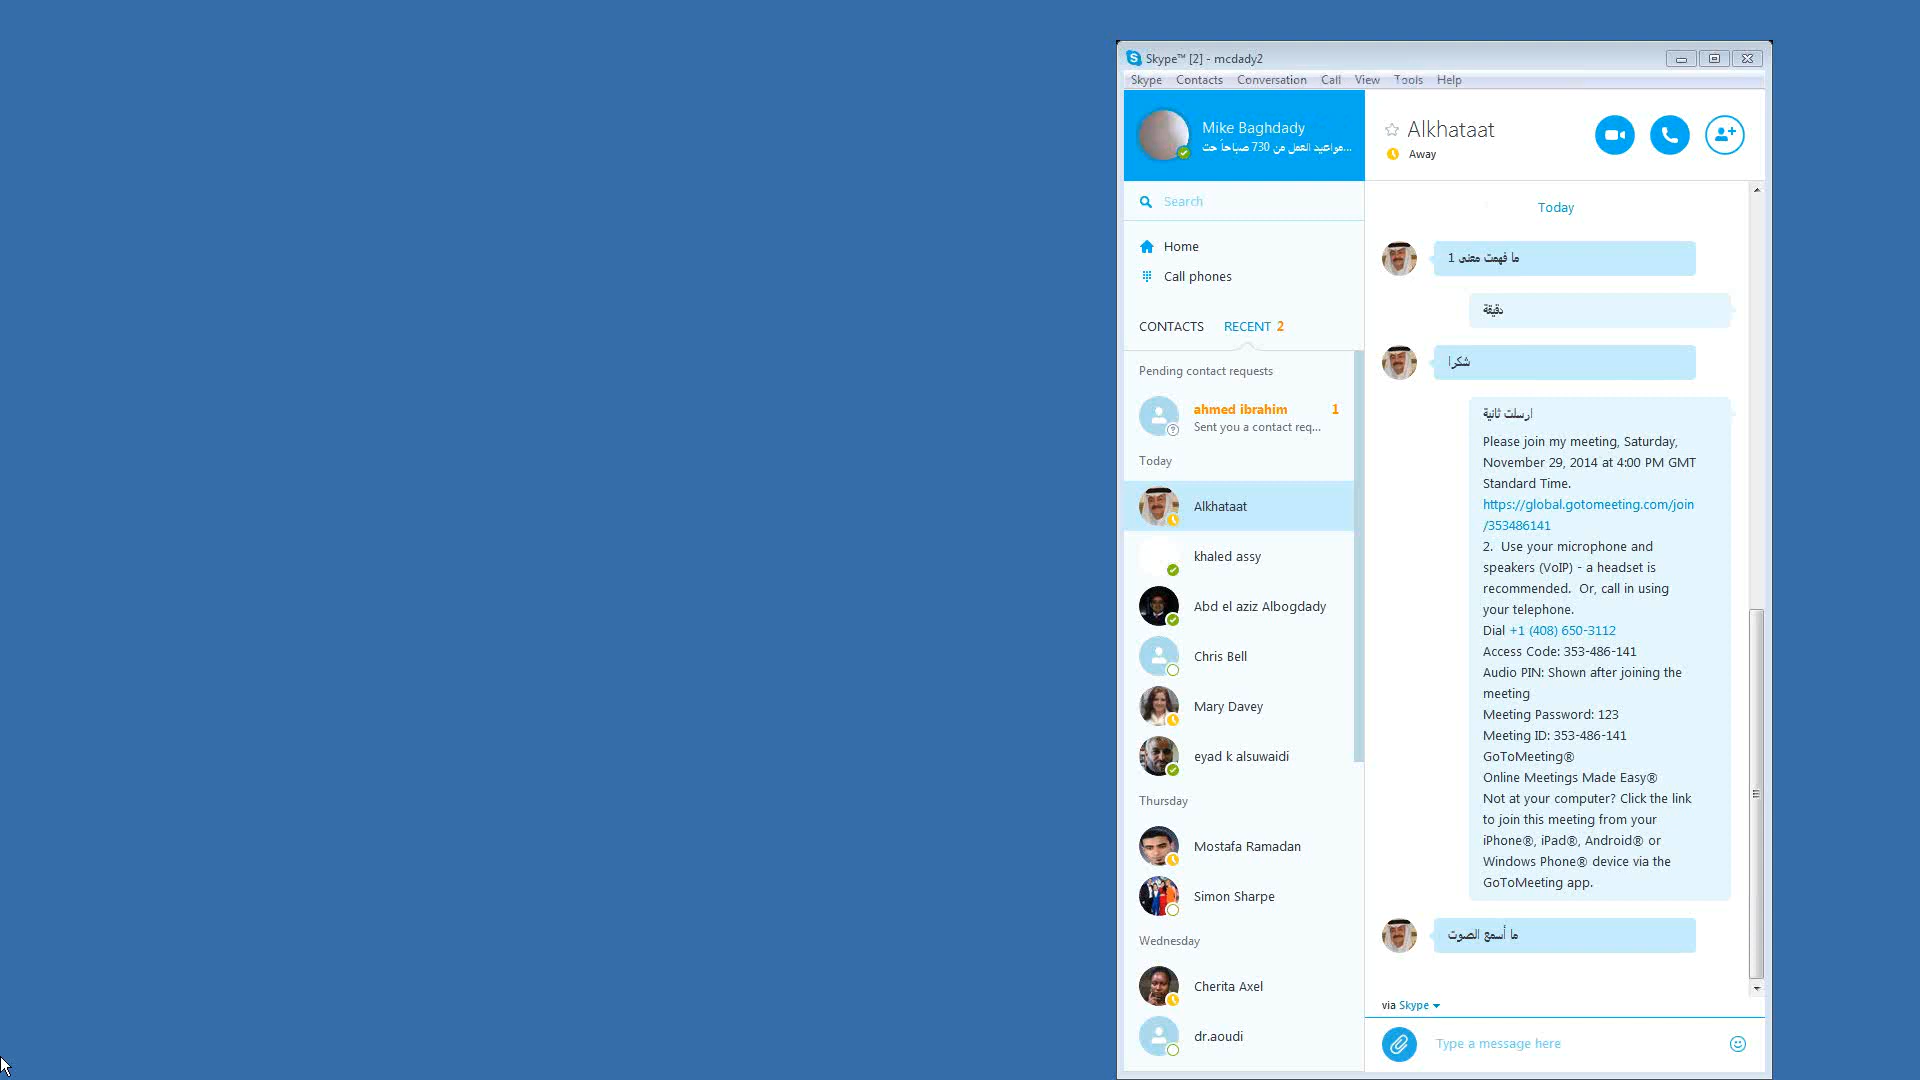 Skype™ [2] - mcdady2
Skype Contacts Conversation Call View Tools Help
Mike Baghdady
مواعيد العمل من 730 صباحاً حت...
Search
Home
Call phones
CONTACTS RECENT 2
Pending contact requests
ahmed ibrahim 1
Sent you a contact req...
Today
Alkhataat
khaled assy
Abd el aziz Albogdady
Chris Bell
Mary Davey
eyad k alsuwaidi
Thursday
Mostafa Ramadan
Simon Sharpe
Wednesday
Cherita Axel
dr.aoudi
Alkhataat
Away
Today
ما فهمت معنى 1
دقيقة
شكرا
ارسلت ثانية
Please join my meeting, Saturday,
November 29, 2014 at 4:00 PM GMT
Standard Time.
https://global.gotomeeting.com/join
/353486141
2.  Use your microphone and
speakers (VoIP) - a headset is
recommended.  Or, call in using
your telephone.
Dial +1 (408) 650-3112
Access Code: 353-486-141
Audio PIN: Shown after joining the
meeting
Meeting Password: 123
Meeting ID: 353-486-141
GoToMeeting®
Online Meetings Made Easy®
Not at your computer? Click the link
to join this meeting from your
iPhone®, iPad®, Android® or
Windows Phone® device via the
GoToMeeting app.
ما أسمع الصوت
via Skype
Type a message here